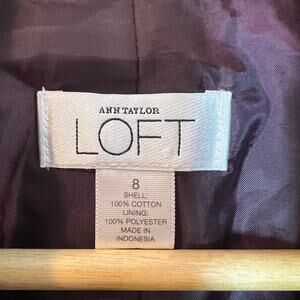 ANN TAYLOR
LOFT
8
SHELL:
100% COTTON
LINING:
100% POLYESTER
MADE IN
INDONESIA